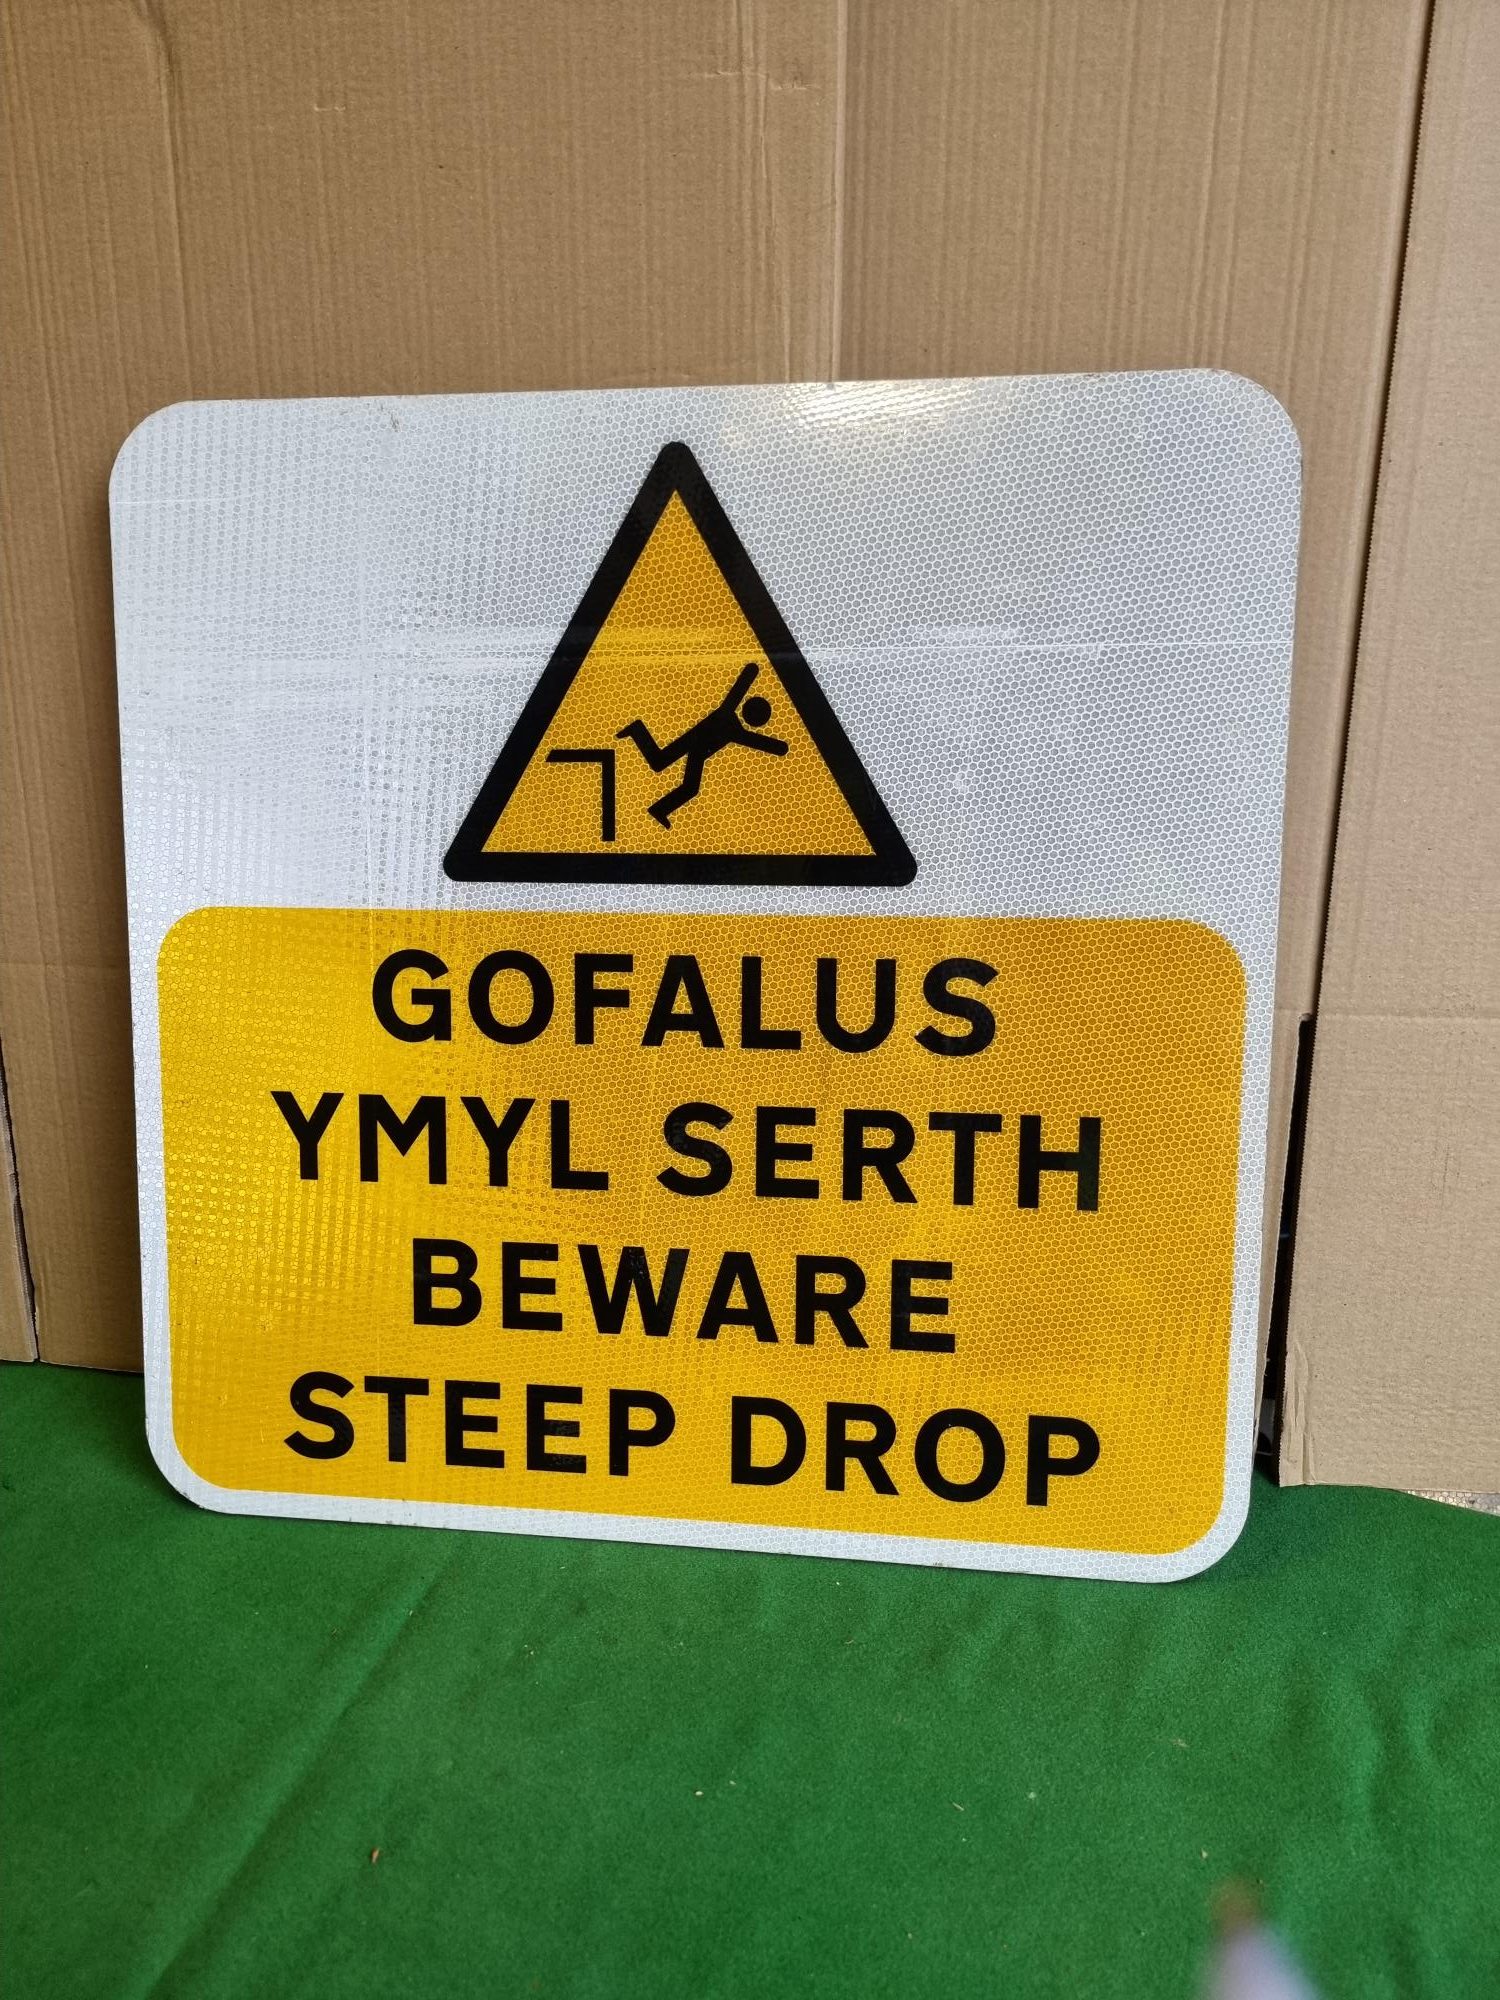 GOFALUS
YMYL SERTH
BEWARE
STEEP DROP